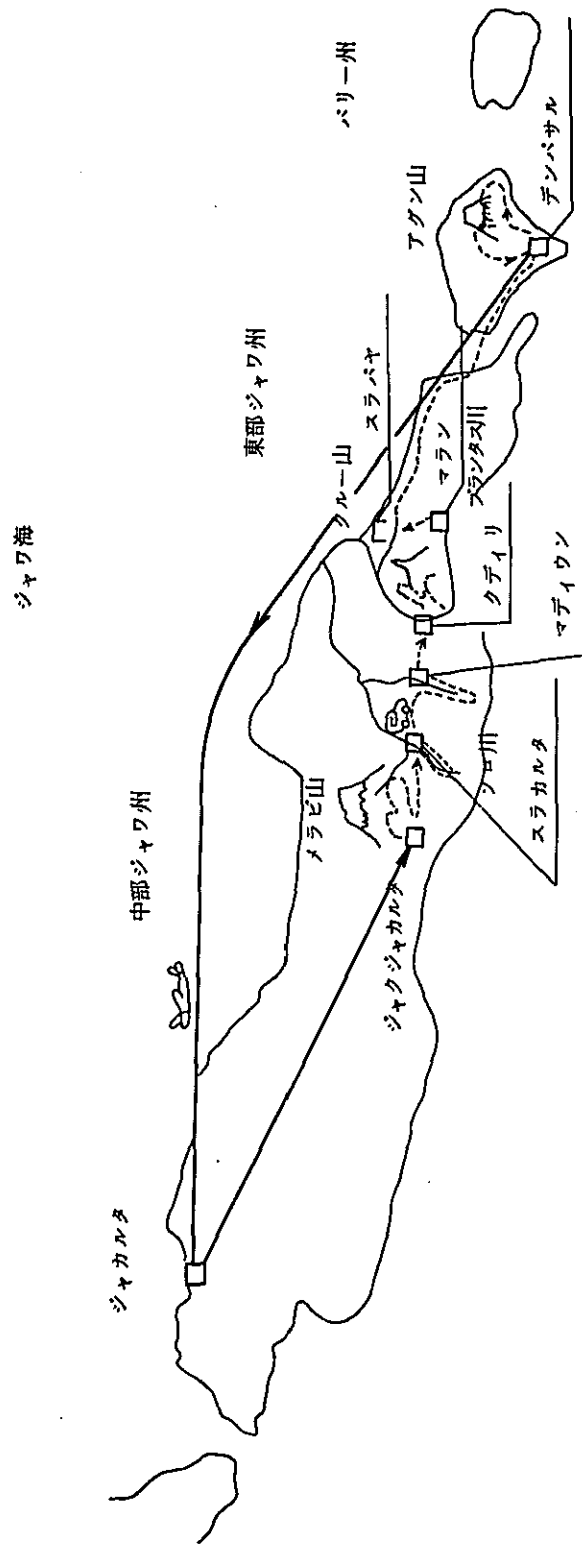 ジャワ海
ジャカルタ
中部ジャワ州
東部ジャワ州
バリー州
メラピ山
クルー山
スラバヤ
アグン山
ジャクジャカルタ
ソロ川
スラカルタ
マディウン
クディリ
マラン
ブランタス川
デンパサル